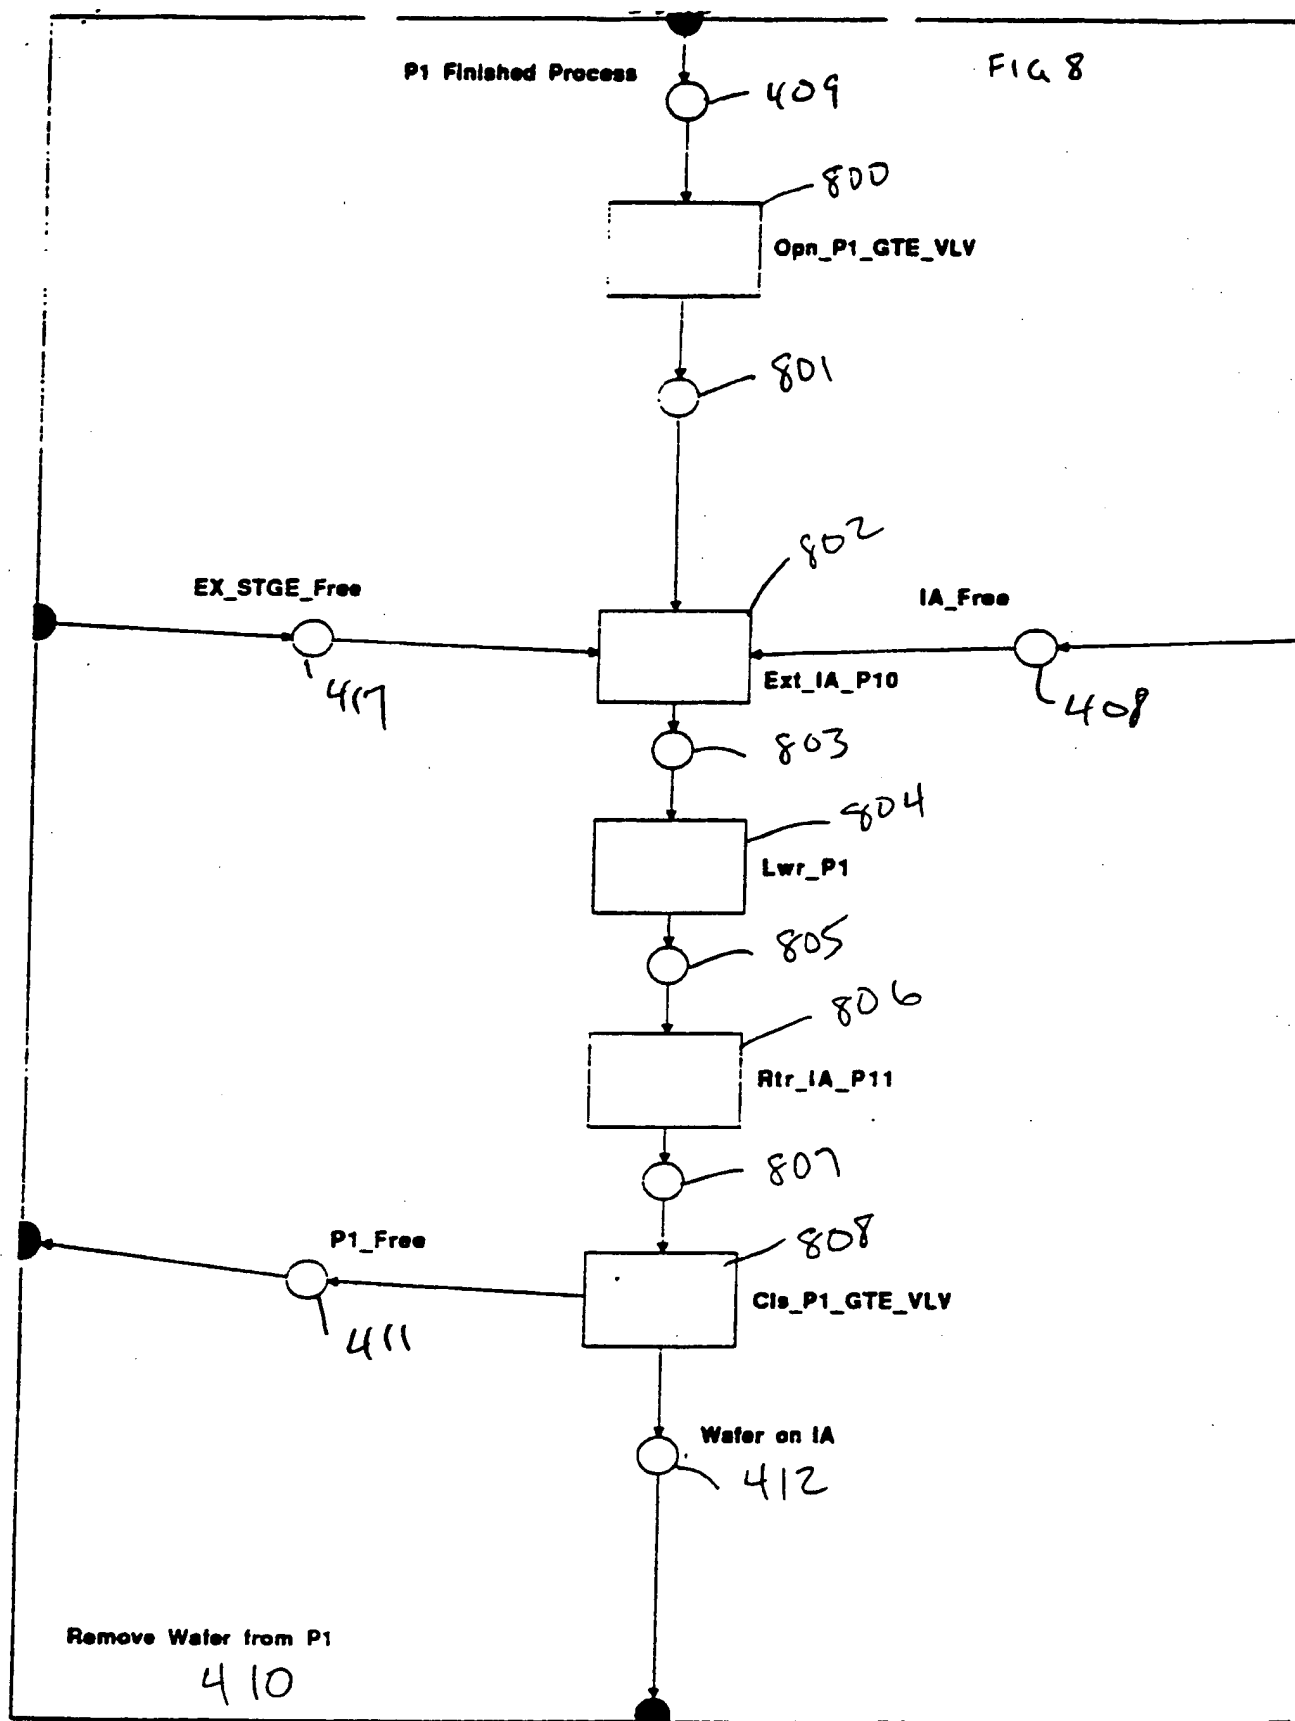 FIG 8
P1 Finished Process
409
800
Opn_P1_GTE_VLV
801
802
EX_STGE_Free
IA_Free
417
Ext_IA_P10
408
803
804
Lwr_P1
805
806
Rtr_IA_P11
807
P1_Free
808
Cls_P1_GTE_VLV
411
Wafer on IA
412
Remove Wafer from P1
410